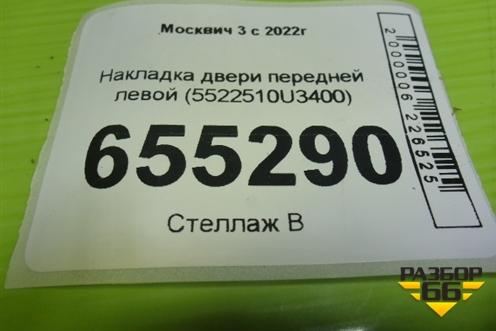 Москвич 3 с 2022г
Накладка двери передней
левой (5522510U3400)
655290
Стеллаж В
2000006226525
РАЗБОР
66